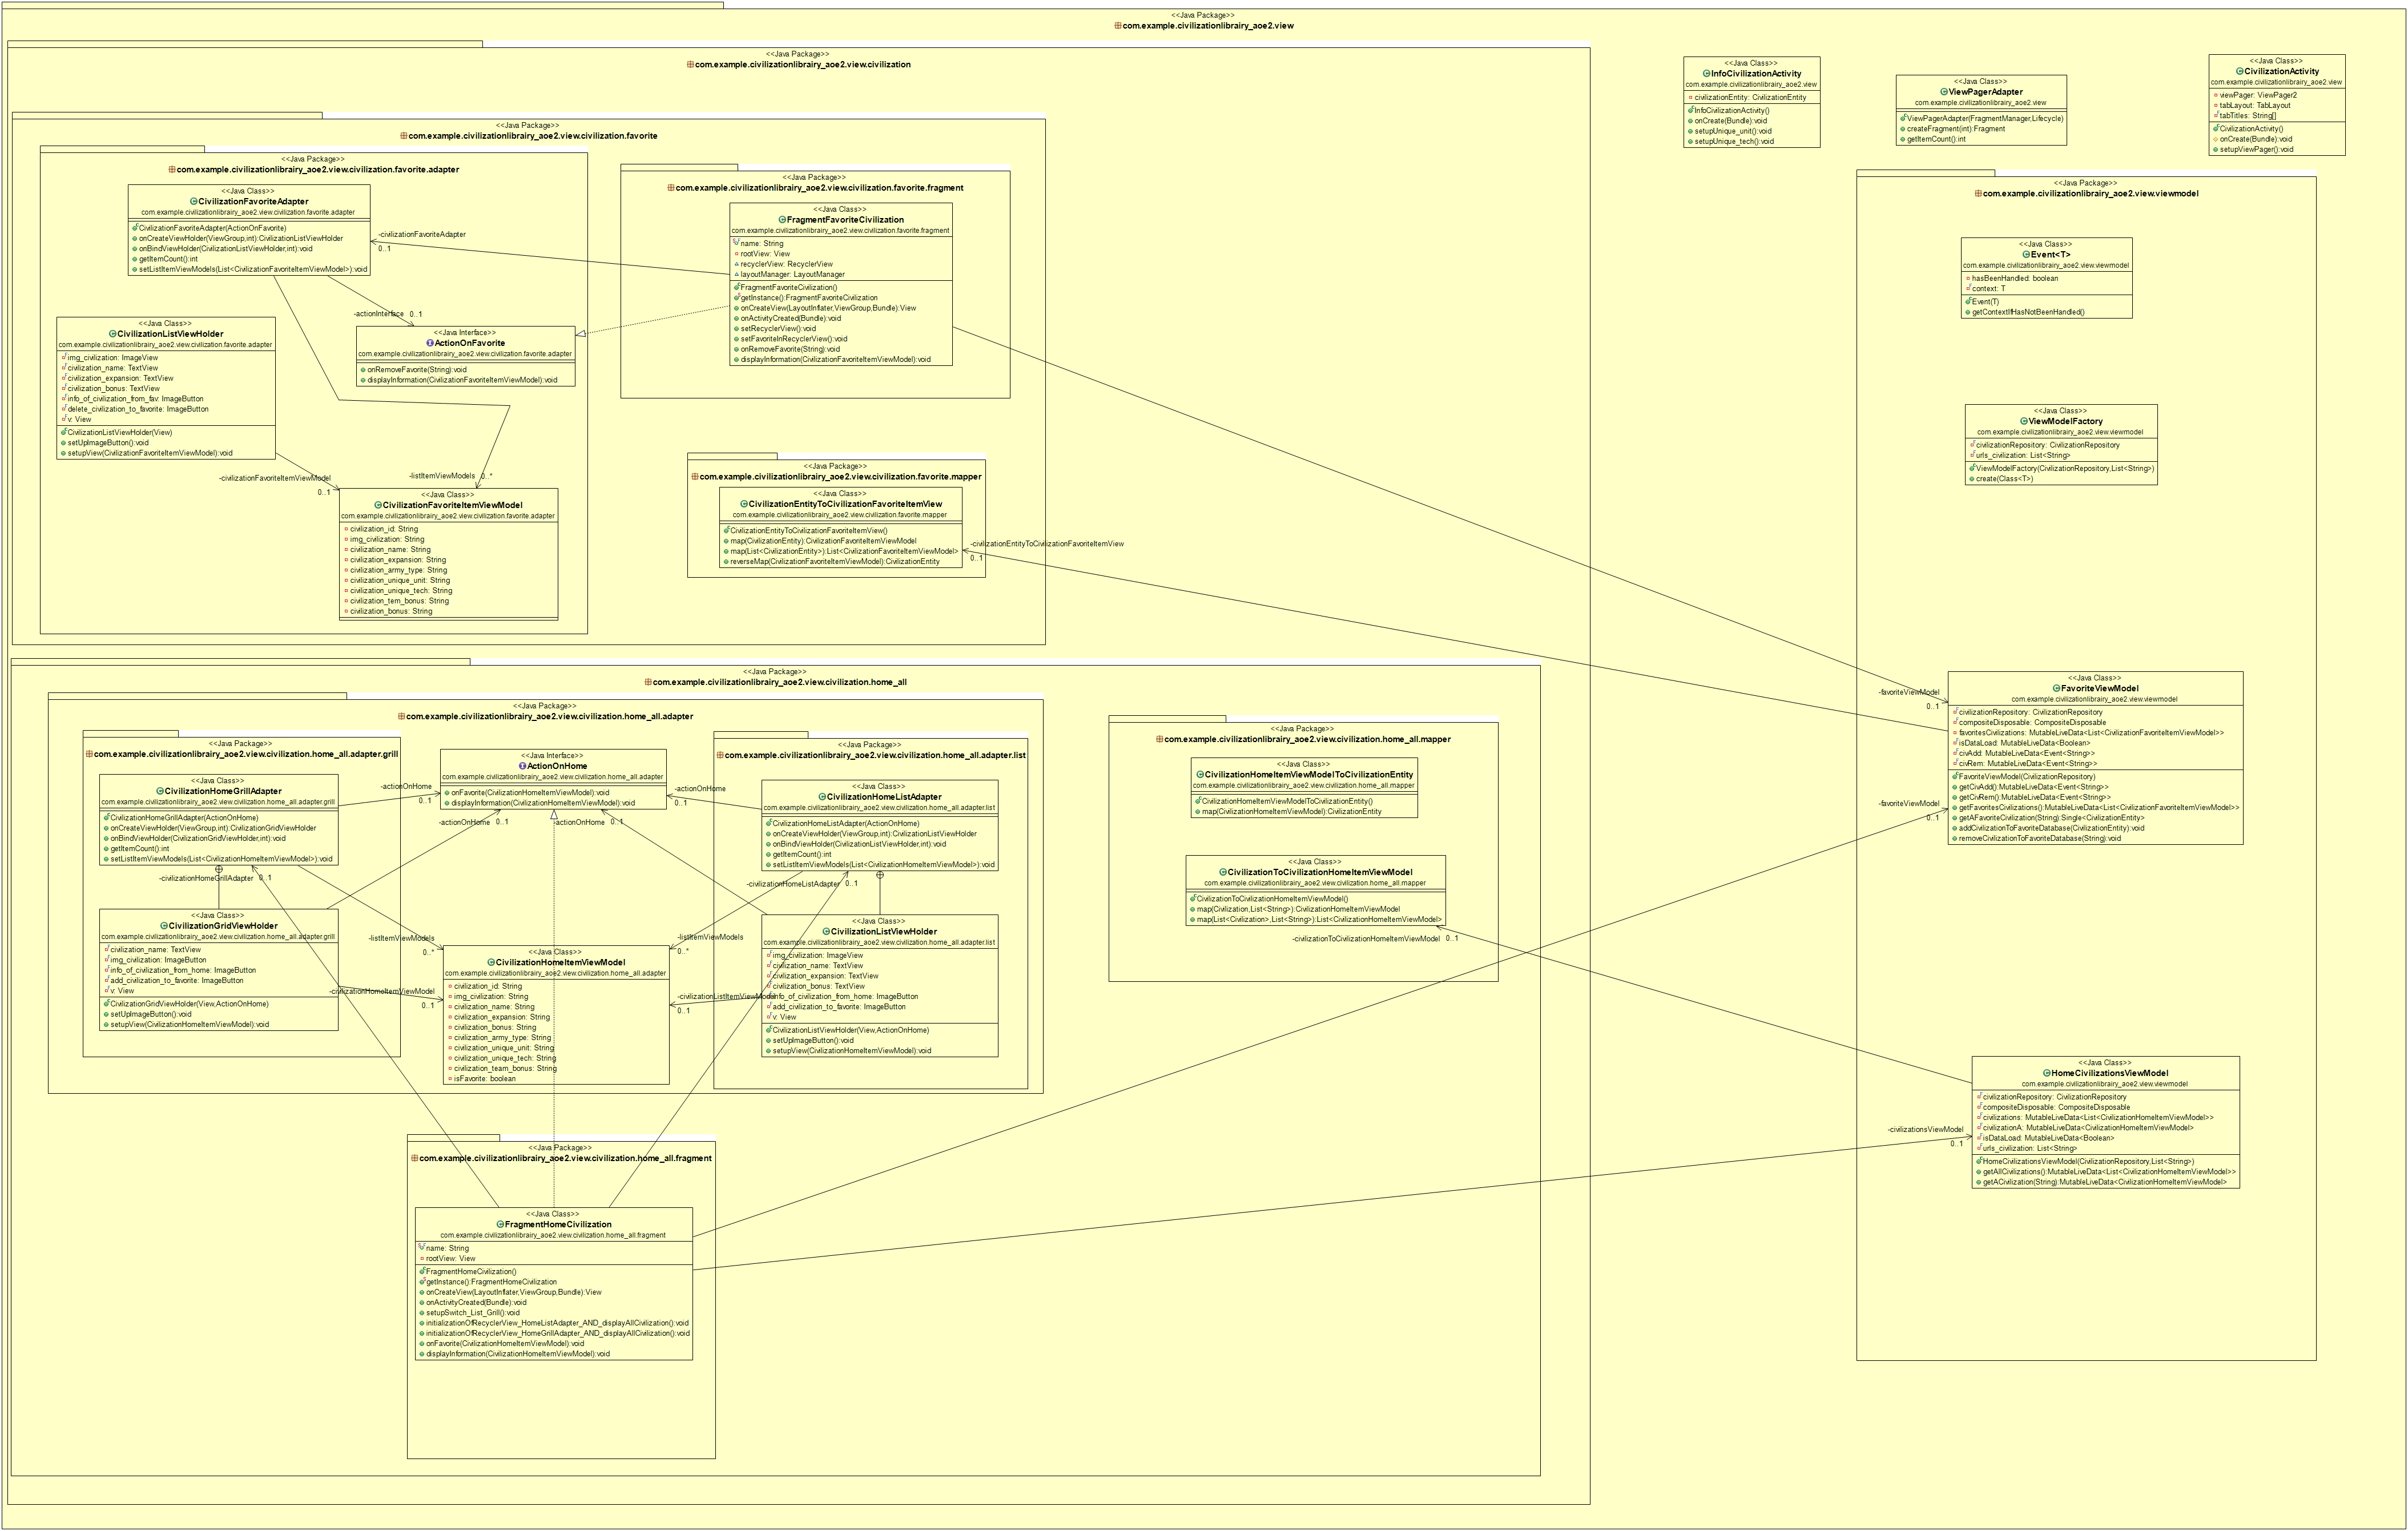 <<Java Package>>
com.example.civilizationlibrairy_aoe2.view
<<Java Package>>
com.example.civilizationlibrairy_aoe2.view.civilization
<<Java Package>>
com.example.civilizationlibrairy_aoe2.view.civilization.favorite
<<Java Package>>
com.example.civilizationlibrairy_aoe2.view.civilization.favorite.adapter
<<Java Class>>
CivilizationFavoriteAdapter
com.example.civilizationlibrairy_aoe2.view.civilization.favorite.adapter
CivilizationFavoriteAdapter(ActionOnFavorite)
onCreateViewHolder(ViewGroup,int):CivilizationListViewHolder
onBindViewHolder(CivilizationListViewHolder,int):void
getItemCount():int
setListItemViewModels(List<CivilizationFavoriteItemViewModel>):void
-civilizationFavoriteAdapter
0..1
-actionInterface 0..1
<<Java Class>>
CivilizationListViewHolder
com.example.civilizationlibrairy_aoe2.view.civilization.favorite.adapter
img_civilization: ImageView
civilization_name: TextView
civilization_expansion: TextView
civilization_bonus: TextView
info_of_civilization_from_fav: ImageButton
delete_civilization_to_favorite: ImageButton
v: View
CivilizationListViewHolder(View)
setUpImageButton():void
setupView(CivilizationFavoriteItemViewModel):void
<<Java Interface>>
ActionOnFavorite
com.example.civilizationlibrairy_aoe2.view.civilization.favorite.adapter
onRemoveFavorite(String):void
displayInformation(CivilizationFavoriteItemViewModel):void
-civilizationFavoriteItemViewModel
0..1
-listItemViewModels 0..*
<<Java Class>>
CivilizationFavoriteItemViewModel
com.example.civilizationlibrairy_aoe2.view.civilization.favorite.adapter
civilization_id: String
img_civilization: String
civilization_name: String
civilization_expansion: String
civilization_army_type: String
civilization_unique_unit: String
civilization_unique_tech: String
civilization_tem_bonus: String
civilization_bonus: String
<<Java Package>>
com.example.civilizationlibrairy_aoe2.view.civilization.favorite.fragment
<<Java Class>>
FragmentFavoriteCivilization
com.example.civilizationlibrairy_aoe2.view.civilization.favorite.fragment
name: String
rootView: View
recyclerView: RecyclerView
layoutManager: LayoutManager
FragmentFavoriteCivilization()
getInstance():FragmentFavoriteCivilization
onCreateView(LayoutInflater,ViewGroup,Bundle):View
onActivityCreated(Bundle):void
setRecyclerView():void
setFavoriteInRecyclerView():void
onRemoveFavorite(String):void
displayInformation(CivilizationFavoriteItemViewModel):void
<<Java Package>>
com.example.civilizationlibrairy_aoe2.view.civilization.favorite.mapper
<<Java Class>>
CivilizationEntityToCivilizationFavoriteItemView
com.example.civilizationlibrairy_aoe2.view.civilization.favorite.mapper
CivilizationEntityToCivilizationFavoriteItemView()
map(CivilizationEntity):CivilizationFavoriteItemViewModel
map(List<CivilizationEntity>):List<CivilizationFavoriteItemViewModel>
reverseMap(CivilizationFavoriteItemViewModel):CivilizationEntity
-civilizationEntityToCivilizationFavoriteItemView
0..1
<<Java Class>>
InfoCivilizationActivity
com.example.civilizationlibrairy_aoe2.view
civilizationEntity: CivilizationEntity
InfoCivilizationActivity()
onCreate(Bundle):void
setupUnique_unit():void
setupUnique_tech():void
<<Java Class>>
ViewPagerAdapter
com.example.civilizationlibrairy_aoe2.view
ViewPagerAdapter(FragmentManager,Lifecycle)
createFragment(int):Fragment
getItemCount():int
<<Java Class>>
CivilizationActivity
com.example.civilizationlibrairy_aoe2.view
viewPager: ViewPager2
tabLayout: TabLayout
tabTitles: String[]
CivilizationActivity()
onCreate(Bundle):void
setupViewPager():void
<<Java Package>>
com.example.civilizationlibrairy_aoe2.view.viewmodel
<<Java Class>>
Event<T>
com.example.civilizationlibrairy_aoe2.view.viewmodel
hasBeenHandled: boolean
context: T
Event(T)
getContextIfHasNotBeenHandled()
<<Java Class>>
ViewModelFactory
com.example.civilizationlibrairy_aoe2.view.viewmodel
civilizationRepository: CivilizationRepository
urls_civilization: List<String>
ViewModelFactory(CivilizationRepository,List<String>)
create(Class<T>)
-favoriteViewModel
0..1
<<Java Class>>
FavoriteViewModel
com.example.civilizationlibrairy_aoe2.view.viewmodel
civilizationRepository: CivilizationRepository
compositeDisposable: CompositeDisposable
favoritesCivilizations: MutableLiveData<List<CivilizationFavoriteItemViewModel>>
isDataLoad: MutableLiveData<Boolean>
civAdd: MutableLiveData<Event<String>>
civRem: MutableLiveData<Event<String>>
FavoriteViewModel(CivilizationRepository)
getCivAdd():MutableLiveData<Event<String>>
getCivRem():MutableLiveData<Event<String>>
getFavoritesCivilizations():MutableLiveData<List<CivilizationFavoriteItemViewModel>>
getAFavoriteCivilization(String):Single<CivilizationEntity>
addCivilizationToFavoriteDatabase(CivilizationEntity):void
removeCivilizationToFavoriteDatabase(String):void
-favoriteViewModel
0..1
<<Java Class>>
HomeCivilizationsViewModel
com.example.civilizationlibrairy_aoe2.view.viewmodel
civilizationRepository: CivilizationRepository
compositeDisposable: CompositeDisposable
civilizations: MutableLiveData<List<CivilizationHomeItemViewModel>>
civilizationA: MutableLiveData<CivilizationHomeItemViewModel>
isDataLoad: MutableLiveData<Boolean>
urls_civilization: List<String>
HomeCivilizationsViewModel(CivilizationRepository,List<String>)
getAllCivilizations():MutableLiveData<List<CivilizationHomeItemViewModel>>
getACivilization(String):MutableLiveData<CivilizationHomeItemViewModel>
-civilizationsViewModel
0..1
<<Java Package>>
com.example.civilizationlibrairy_aoe2.view.civilization.home_all
<<Java Package>>
com.example.civilizationlibrairy_aoe2.view.civilization.home_all.adapter
<<Java Package>>
com.example.civilizationlibrairy_aoe2.view.civilization.home_all.adapter.grill
<<Java Class>>
CivilizationHomeGrillAdapter
com.example.civilizationlibrairy_aoe2.view.civilization.home_all.adapter.grill
CivilizationHomeGrillAdapter(ActionOnHome)
onCreateViewHolder(ViewGroup,int):CivilizationGridViewHolder
onBindViewHolder(CivilizationGridViewHolder,int):void
getItemCount():int
setListItemViewModels(List<CivilizationHomeItemViewModel>):void
-civilizationHomeGrillAdapter 0..1
<<Java Class>>
CivilizationGridViewHolder
com.example.civilizationlibrairy_aoe2.view.civilization.home_all.adapter.grill
civilization_name: TextView
img_civilization: ImageButton
info_of_civilization_from_home: ImageButton
add_civilization_to_favorite: ImageButton
v: View
CivilizationGridViewHolder(View,ActionOnHome)
setUpImageButton():void
setupView(CivilizationHomeItemViewModel):void
-actionOnHome
0..1
<<Java Interface>>
ActionOnHome
com.example.civilizationlibrairy_aoe2.view.civilization.home_all.adapter
onFavorite(CivilizationHomeItemViewModel):void
displayInformation(CivilizationHomeItemViewModel):void
-actionOnHome 0..1
-actionOnHome 0..1
-actionOnHome
0..1
-listItemViewModels
0..*
-civilizationHomeItemViewModel
0..1
<<Java Class>>
CivilizationHomeItemViewModel
com.example.civilizationlibrairy_aoe2.view.civilization.home_all.adapter
civilization_id: String
img_civilization: String
civilization_name: String
civilization_expansion: String
civilization_bonus: String
civilization_army_type: String
civilization_unique_unit: String
civilization_unique_tech: String
civilization_team_bonus: String
isFavorite: boolean
<<Java Package>>
com.example.civilizationlibrairy_aoe2.view.civilization.home_all.adapter.list
<<Java Class>>
CivilizationHomeListAdapter
com.example.civilizationlibrairy_aoe2.view.civilization.home_all.adapter.list
CivilizationHomeListAdapter(ActionOnHome)
onCreateViewHolder(ViewGroup,int):CivilizationListViewHolder
onBindViewHolder(CivilizationListViewHolder,int):void
getItemCount():int
setListItemViewModels(List<CivilizationHomeItemViewModel>):void
-civilizationHomeListAdapter 0..1
-listItemViewModels
0..*
-civilizationListItemViewModel
0..1
<<Java Class>>
CivilizationListViewHolder
com.example.civilizationlibrairy_aoe2.view.civilization.home_all.adapter.list
img_civilization: ImageView
civilization_name: TextView
civilization_expansion: TextView
civilization_bonus: TextView
info_of_civilization_from_home: ImageButton
add_civilization_to_favorite: ImageButton
v: View
CivilizationListViewHolder(View,ActionOnHome)
setUpImageButton():void
setupView(CivilizationHomeItemViewModel):void
<<Java Package>>
com.example.civilizationlibrairy_aoe2.view.civilization.home_all.mapper
<<Java Class>>
CivilizationHomeItemViewModelToCivilizationEntity
com.example.civilizationlibrairy_aoe2.view.civilization.home_all.mapper
CivilizationHomeItemViewModelToCivilizationEntity()
map(CivilizationHomeItemViewModel):CivilizationEntity
<<Java Class>>
CivilizationToCivilizationHomeItemViewModel
com.example.civilizationlibrairy_aoe2.view.civilization.home_all.mapper
CivilizationToCivilizationHomeItemViewModel()
map(Civilization,List<String>):CivilizationHomeItemViewModel
map(List<Civilization>,List<String>):List<CivilizationHomeItemViewModel>
-civilizationToCivilizationHomeItemViewModel 0..1
<<Java Package>>
com.example.civilizationlibrairy_aoe2.view.civilization.home_all.fragment
<<Java Class>>
FragmentHomeCivilization
com.example.civilizationlibrairy_aoe2.view.civilization.home_all.fragment
name: String
rootView: View
FragmentHomeCivilization()
getInstance():FragmentHomeCivilization
onCreateView(LayoutInflater,ViewGroup,Bundle):View
onActivityCreated(Bundle):void
setupSwitch_List_Grill():void
initializationOfRecyclerView_HomeListAdapter_AND_displayAllCivilization():void
initializationOfRecyclerView_HomeGrillAdapter_AND_displayAllCivilization():void
onFavorite(CivilizationHomeItemViewModel):void
displayInformation(CivilizationHomeItemViewModel):void